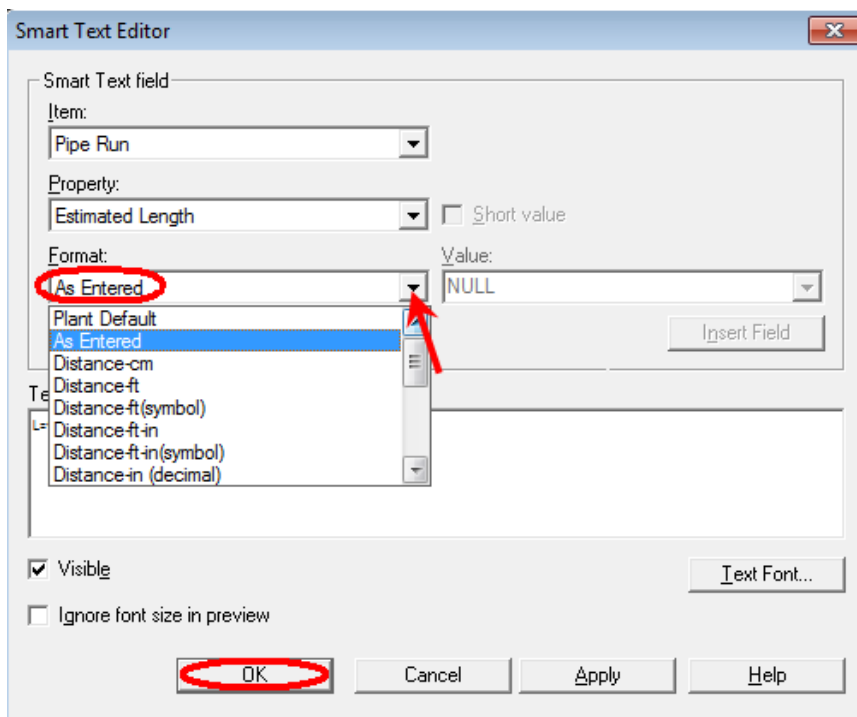 Smart Text Editor
Smart Text field
Item:
Pipe Run
Property:
Estimated Length
Short value
Format:
Value:
As Entered
NULL
Plant Default
As Entered
Distance-cm
Distance-ft
Distance-ft(symbol)
Distance-ft-in
Distance-ft-in(symbol)
Distance-in (decimal)
Insert Field
Te
L=
Visible
Text Font...
Ignore font size in preview
OK
Cancel
Apply
Help